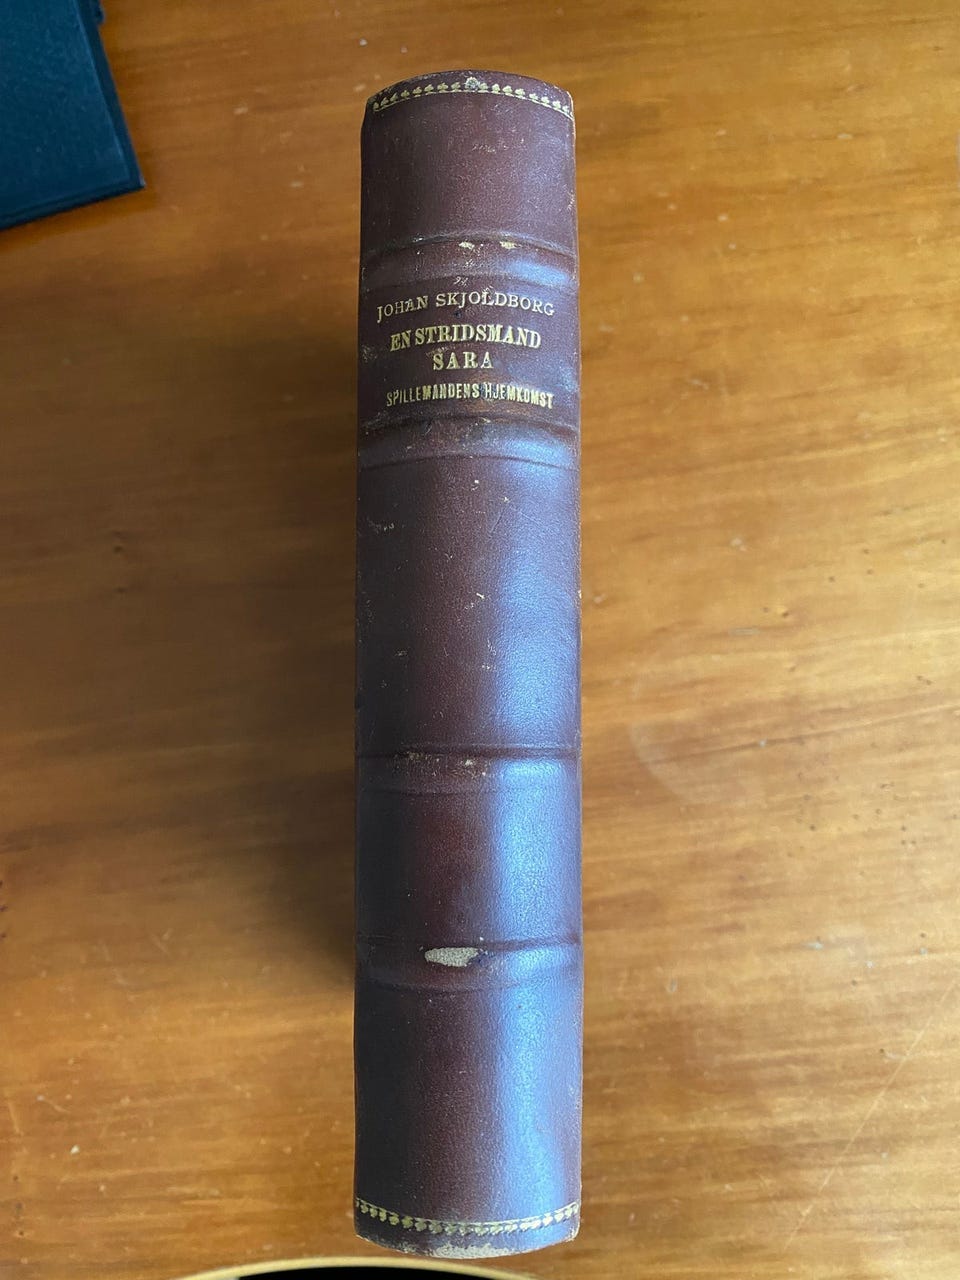 JOHAN SKJOLDBORG
EN STRIDSMAND
SARA
SPILLEMANDENS HJEMKOMST